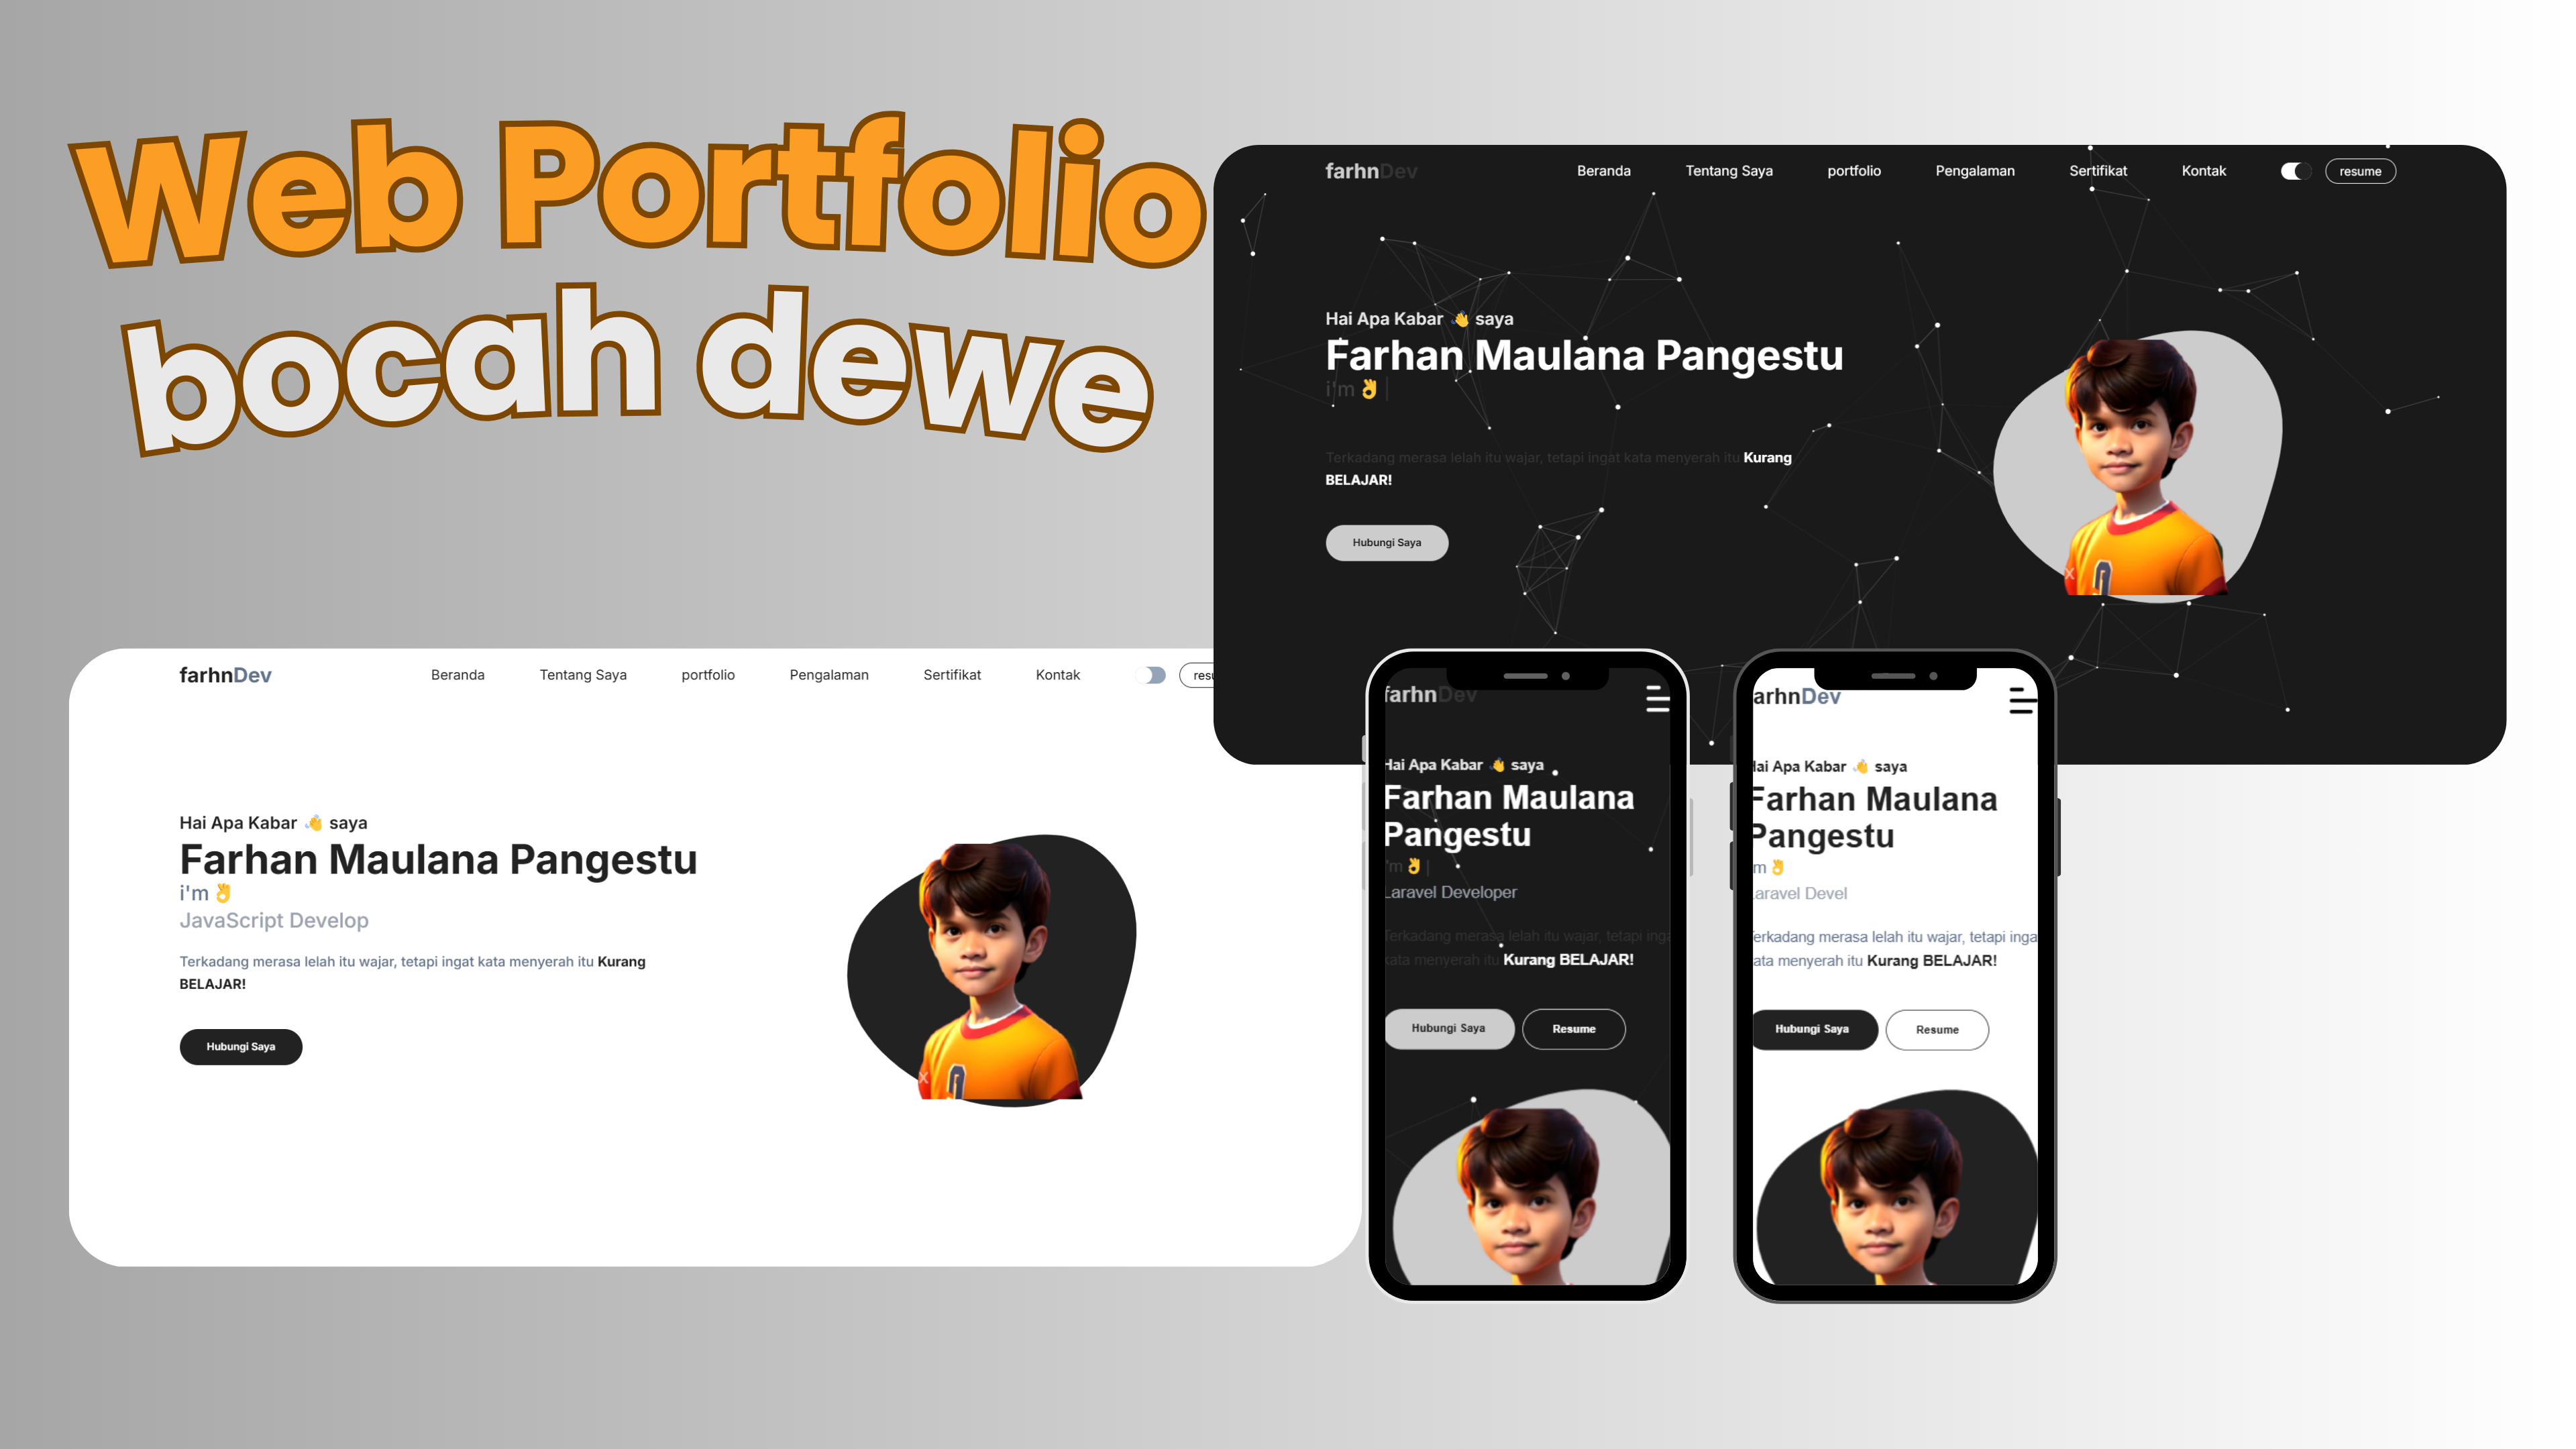 Web Portfolio
bocah dewe
farhnDev Beranda Tentang Saya portfolio Pengalaman Sertifikat Kontak resume
Hai Apa Kabar 👋 saya
Farhan Maulana Pangestu
i'm 👌 |
Terkadang merasa lelah itu wajar, tetapi ingat kata menyerah itu Kurang
BELAJAR!
Hubungi Saya
farhnDev Beranda Tentang Saya portfolio Pengalaman Sertifikat Kontak resu
Hai Apa Kabar 👋 saya
Farhan Maulana Pangestu
i'm 👌
JavaScript Develop
Terkadang merasa lelah itu wajar, tetapi ingat kata menyerah itu Kurang
BELAJAR!
Hubungi Saya
farhnDev
Hai Apa Kabar 👋 saya
Farhan Maulana
Pangestu
'm 👌 |
Laravel Developer
Terkadang merasa lelah itu wajar, tetapi inga
kata menyerah itu Kurang BELAJAR!
Hubungi Saya Resume
arhnDev
Hai Apa Kabar 👋 saya
Farhan Maulana
Pangestu
'm 👌
Laravel Devel
Terkadang merasa lelah itu wajar, tetapi inga
kata menyerah itu Kurang BELAJAR!
Hubungi Saya Resume